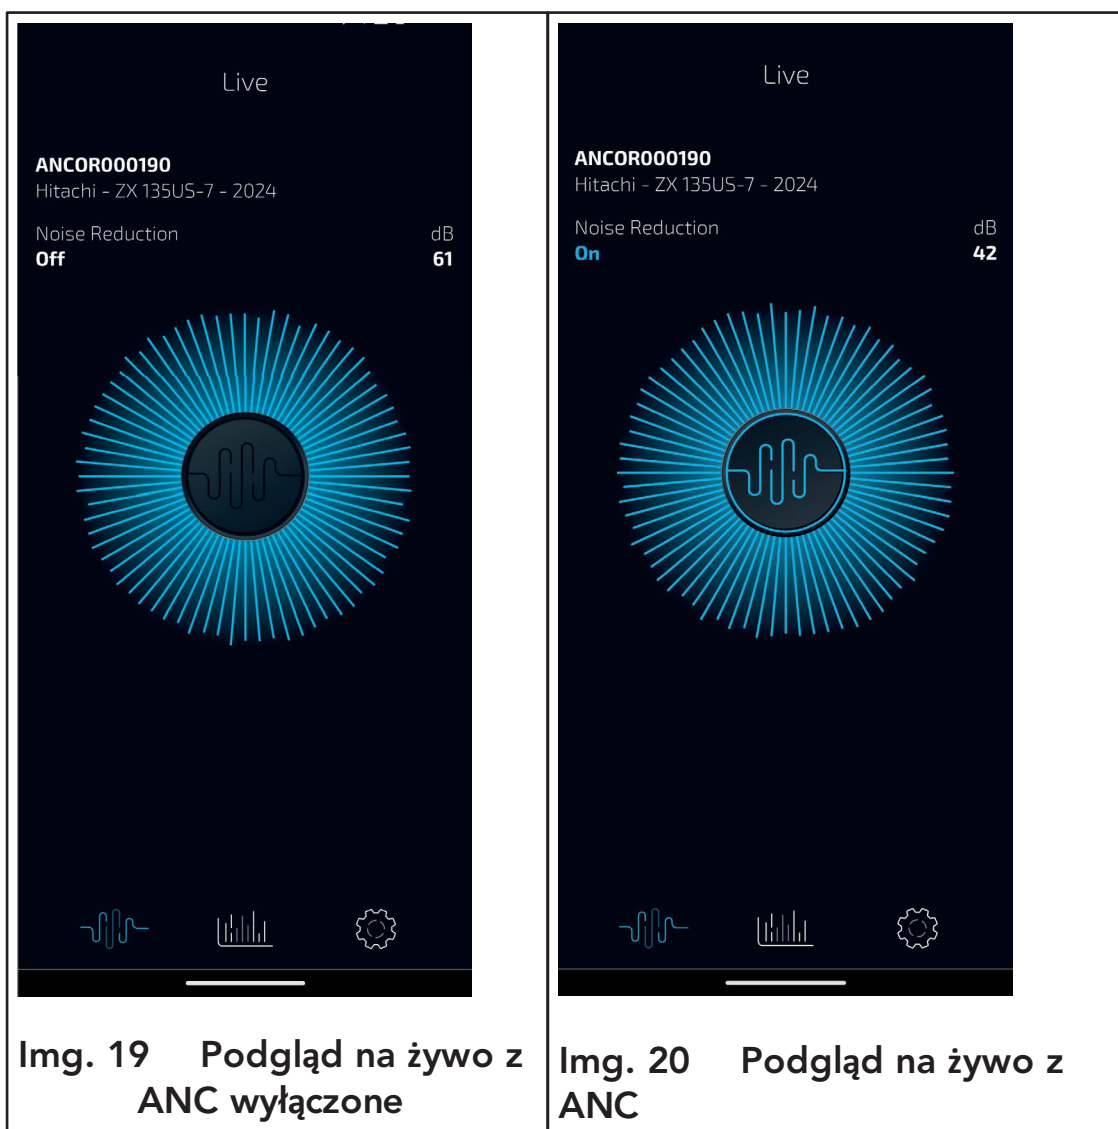 Live
ANCOR000190
Hitachi - ZX 135US-7 - 2024
Noise Reduction dB
Off 61
Img. 19 Podgląd na żywo z
ANC wyłączone
Live
ANCOR000190
Hitachi - ZX 135US-7 - 2024
Noise Reduction dB
On 42
Img. 20 Podgląd na żywo z
ANC